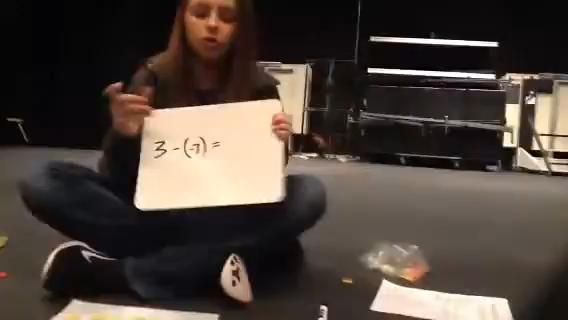 3 - (-7) =